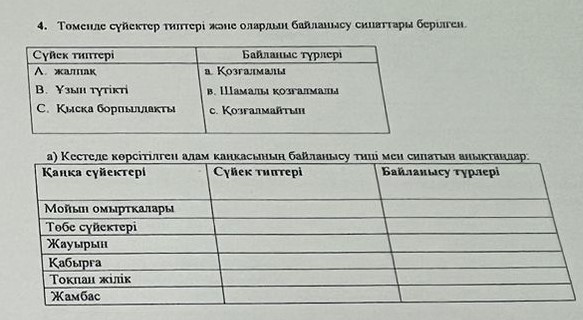 4. Төменде сүйектер типтері және олардың байланысу сипаттары берілген.
Сүйек типтері Байланыс түрлері
А. жалпақ а. Қозғалмалы
В. Ұзын түтікті в. Шамалы қозғалмалы
С. Қысқа борпылдақты с. Қозғалмайтын
а) Кестеде көрсітілген адам қаңқасының байланысу типі мен сипатын анықтаңдар:
Қаңқа сүйектері Сүйек типтері Байланысу түрлері
Мойын омыртқалары
Төбе сүйектері
Жауырын
Қабырға
Тоқпан жілік
Жамбас